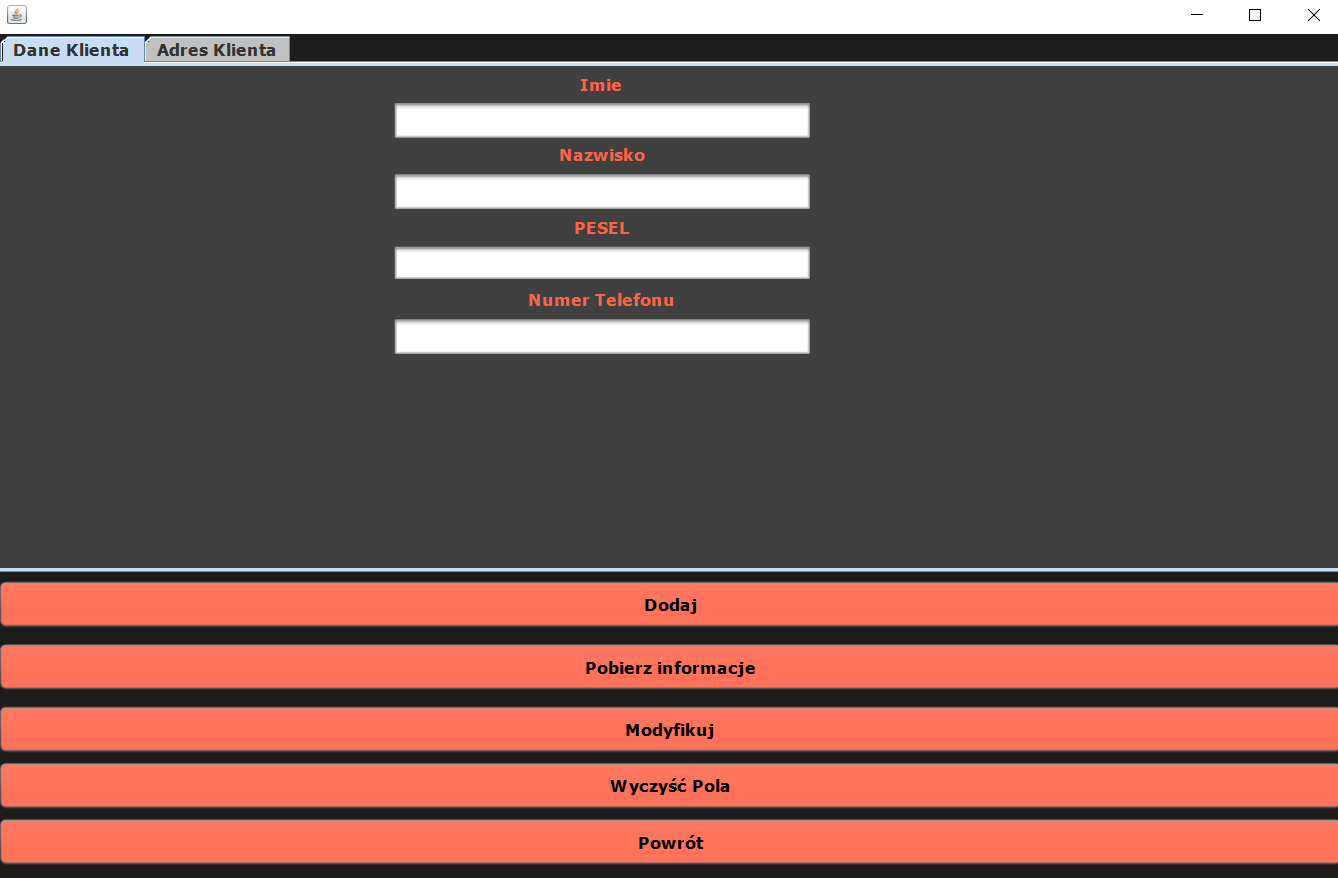 Dane Klienta Adres Klienta
Imie
Nazwisko
PESEL
Numer Telefonu
Dodaj
Pobierz informacje
Modyfikuj
Wyczyść Pola
Powrót